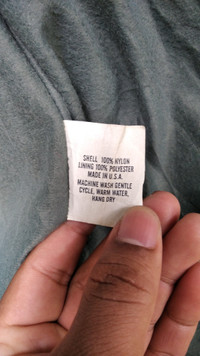 SHELL 100% NYLON
LINING 100% POLYESTER
MADE IN U.S.A.
MACHINE WASH GENTLE
CYCLE, WARM WATER,
HANG DRY